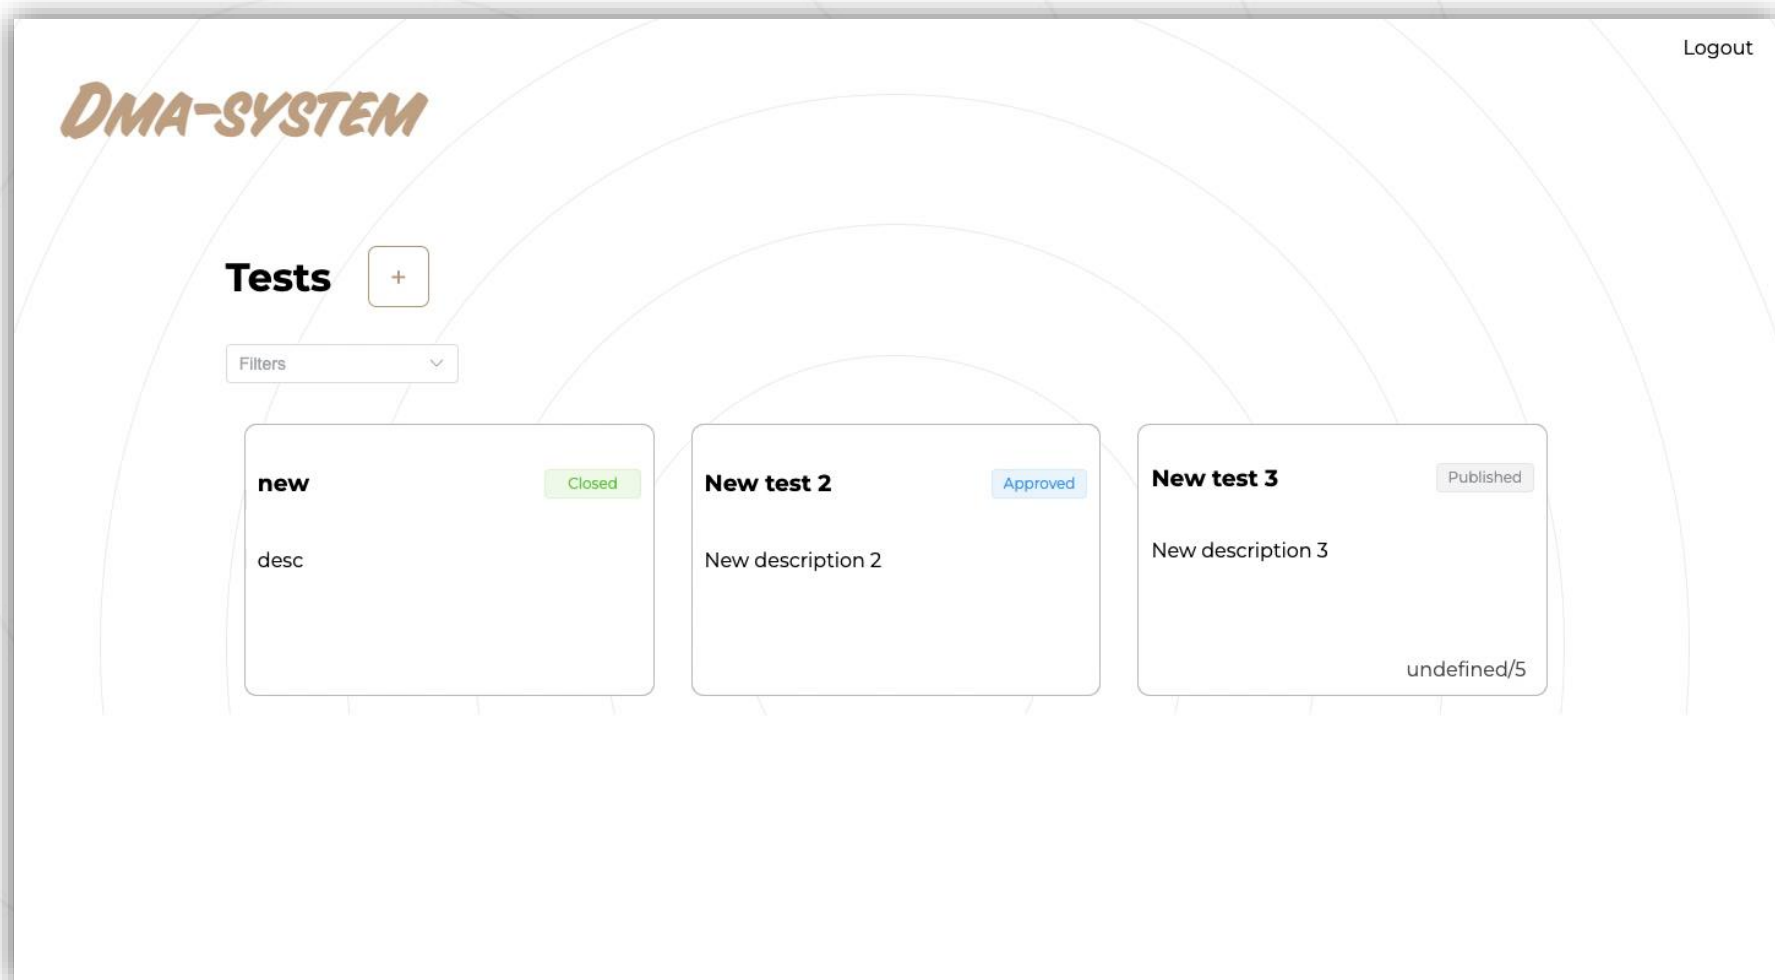 Logout
DMA-SYSTEM
Tests +
Filters
new Closed
desc
New test 2 Approved
New description 2
New test 3 Published
New description 3
undefined/5